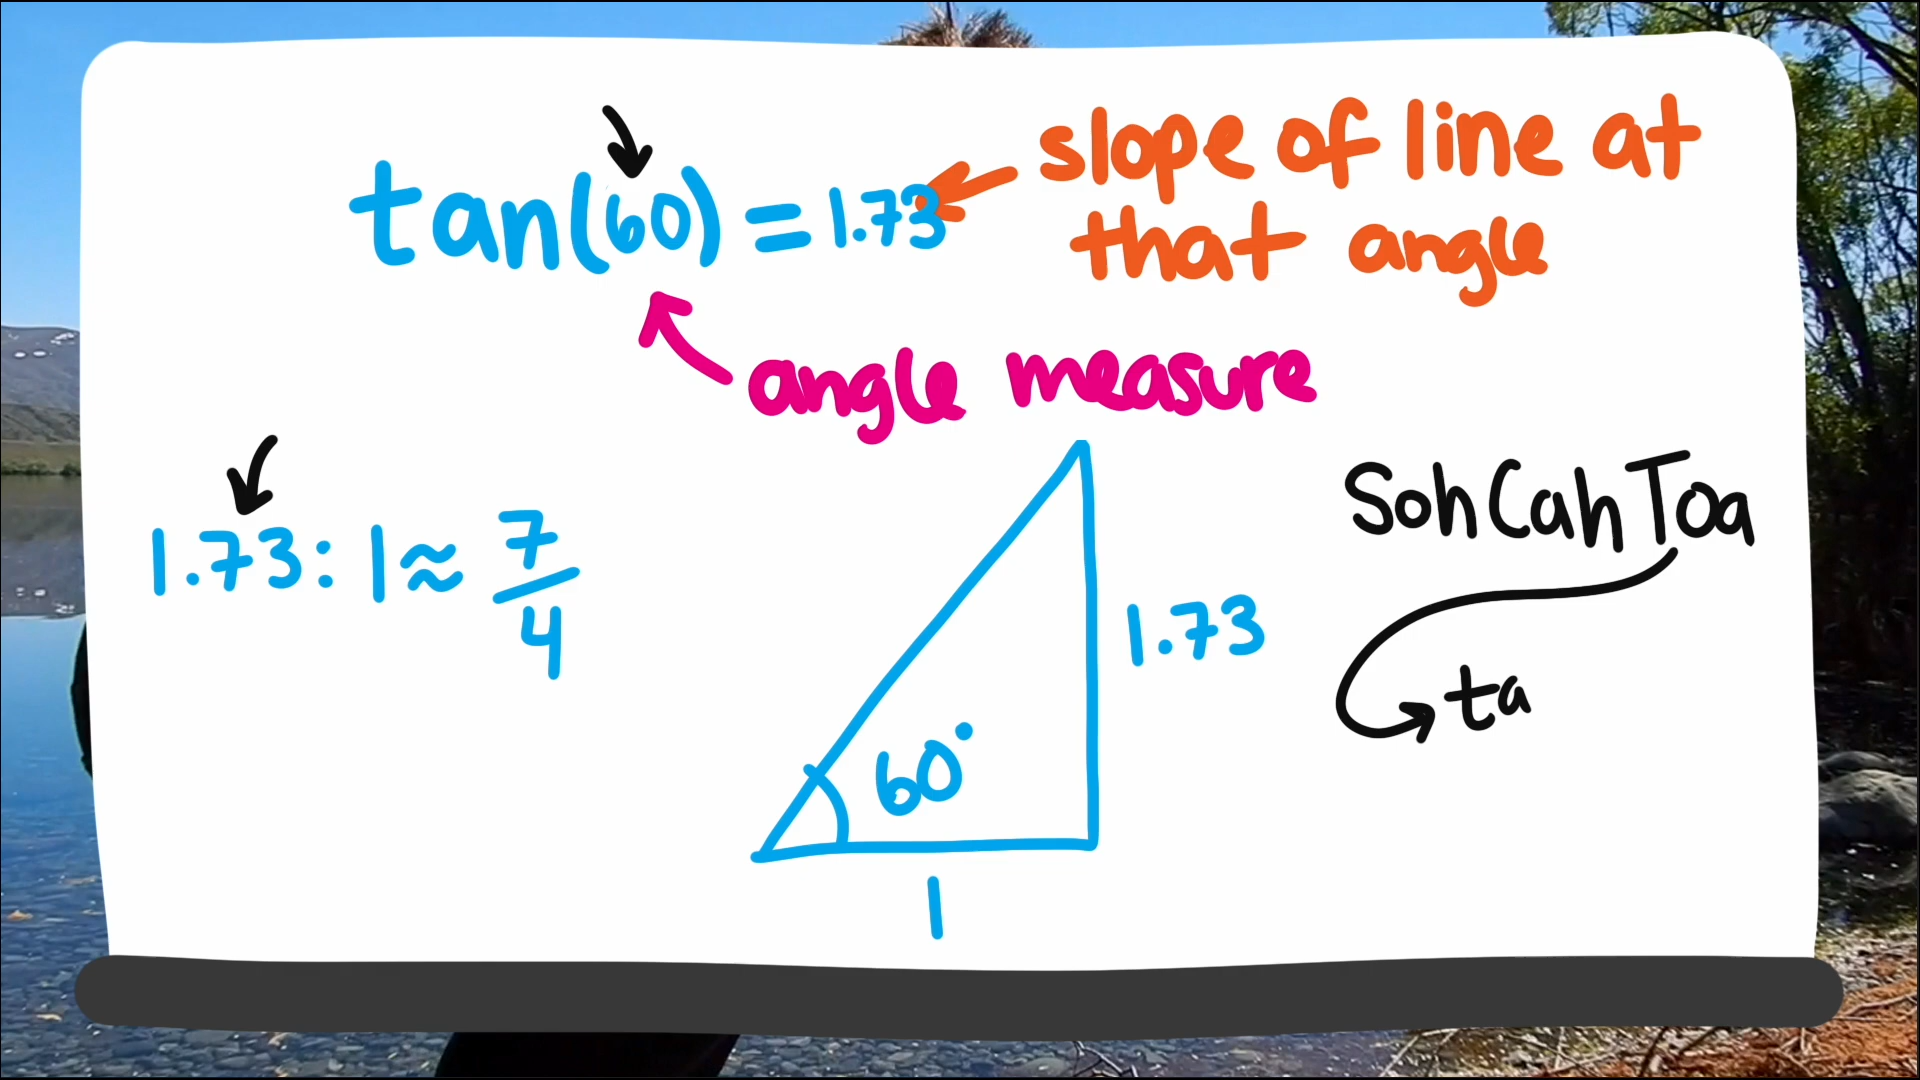 tan(60) = 1.73
slope of line at
that angle
angle measure
1.73 : 1 ≈ 7/4
60°
1.73
1
SohCahToa
ta